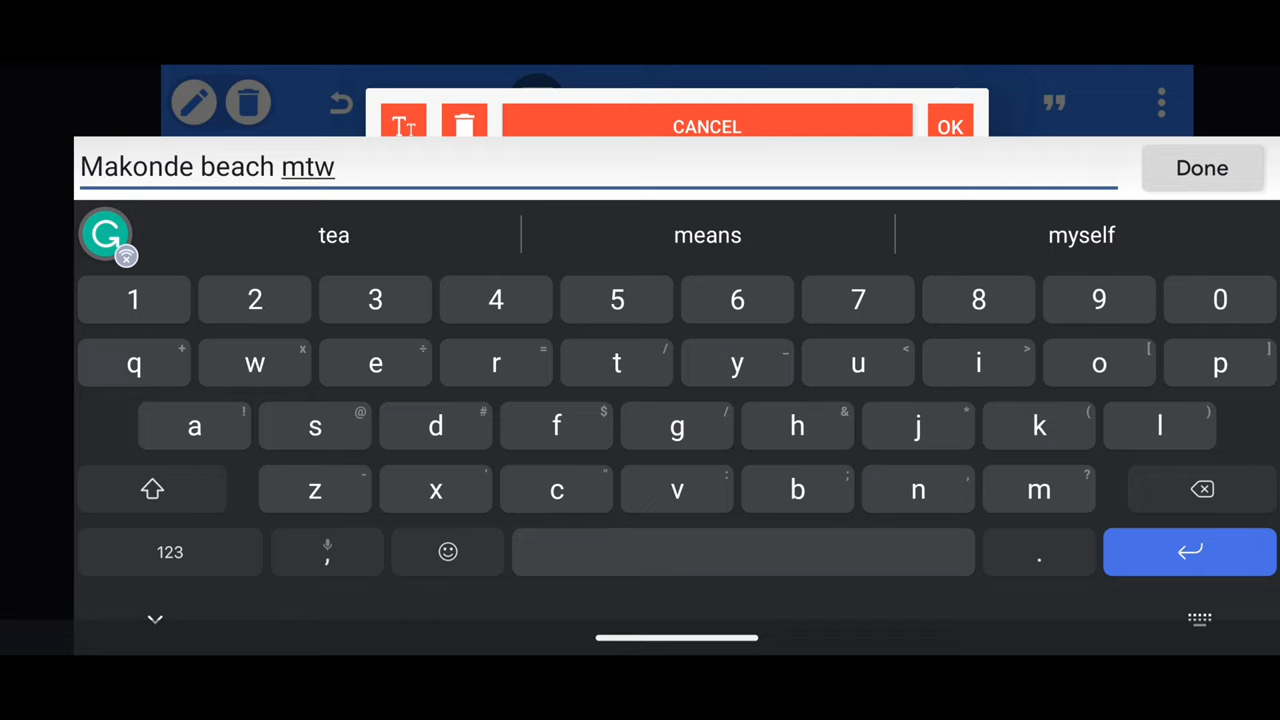 CANCEL
OK
Tт
Makonde beach mtw
Done
tea means myself
1 2 3 4 5 6 7 8 9 0
q + w x e ÷ r = t / y _ u < i > o [ p ]
a ! s @ d # f $ g / h & j * k ( l )
z - x ' c " v : b ; n , m ?
123 , .